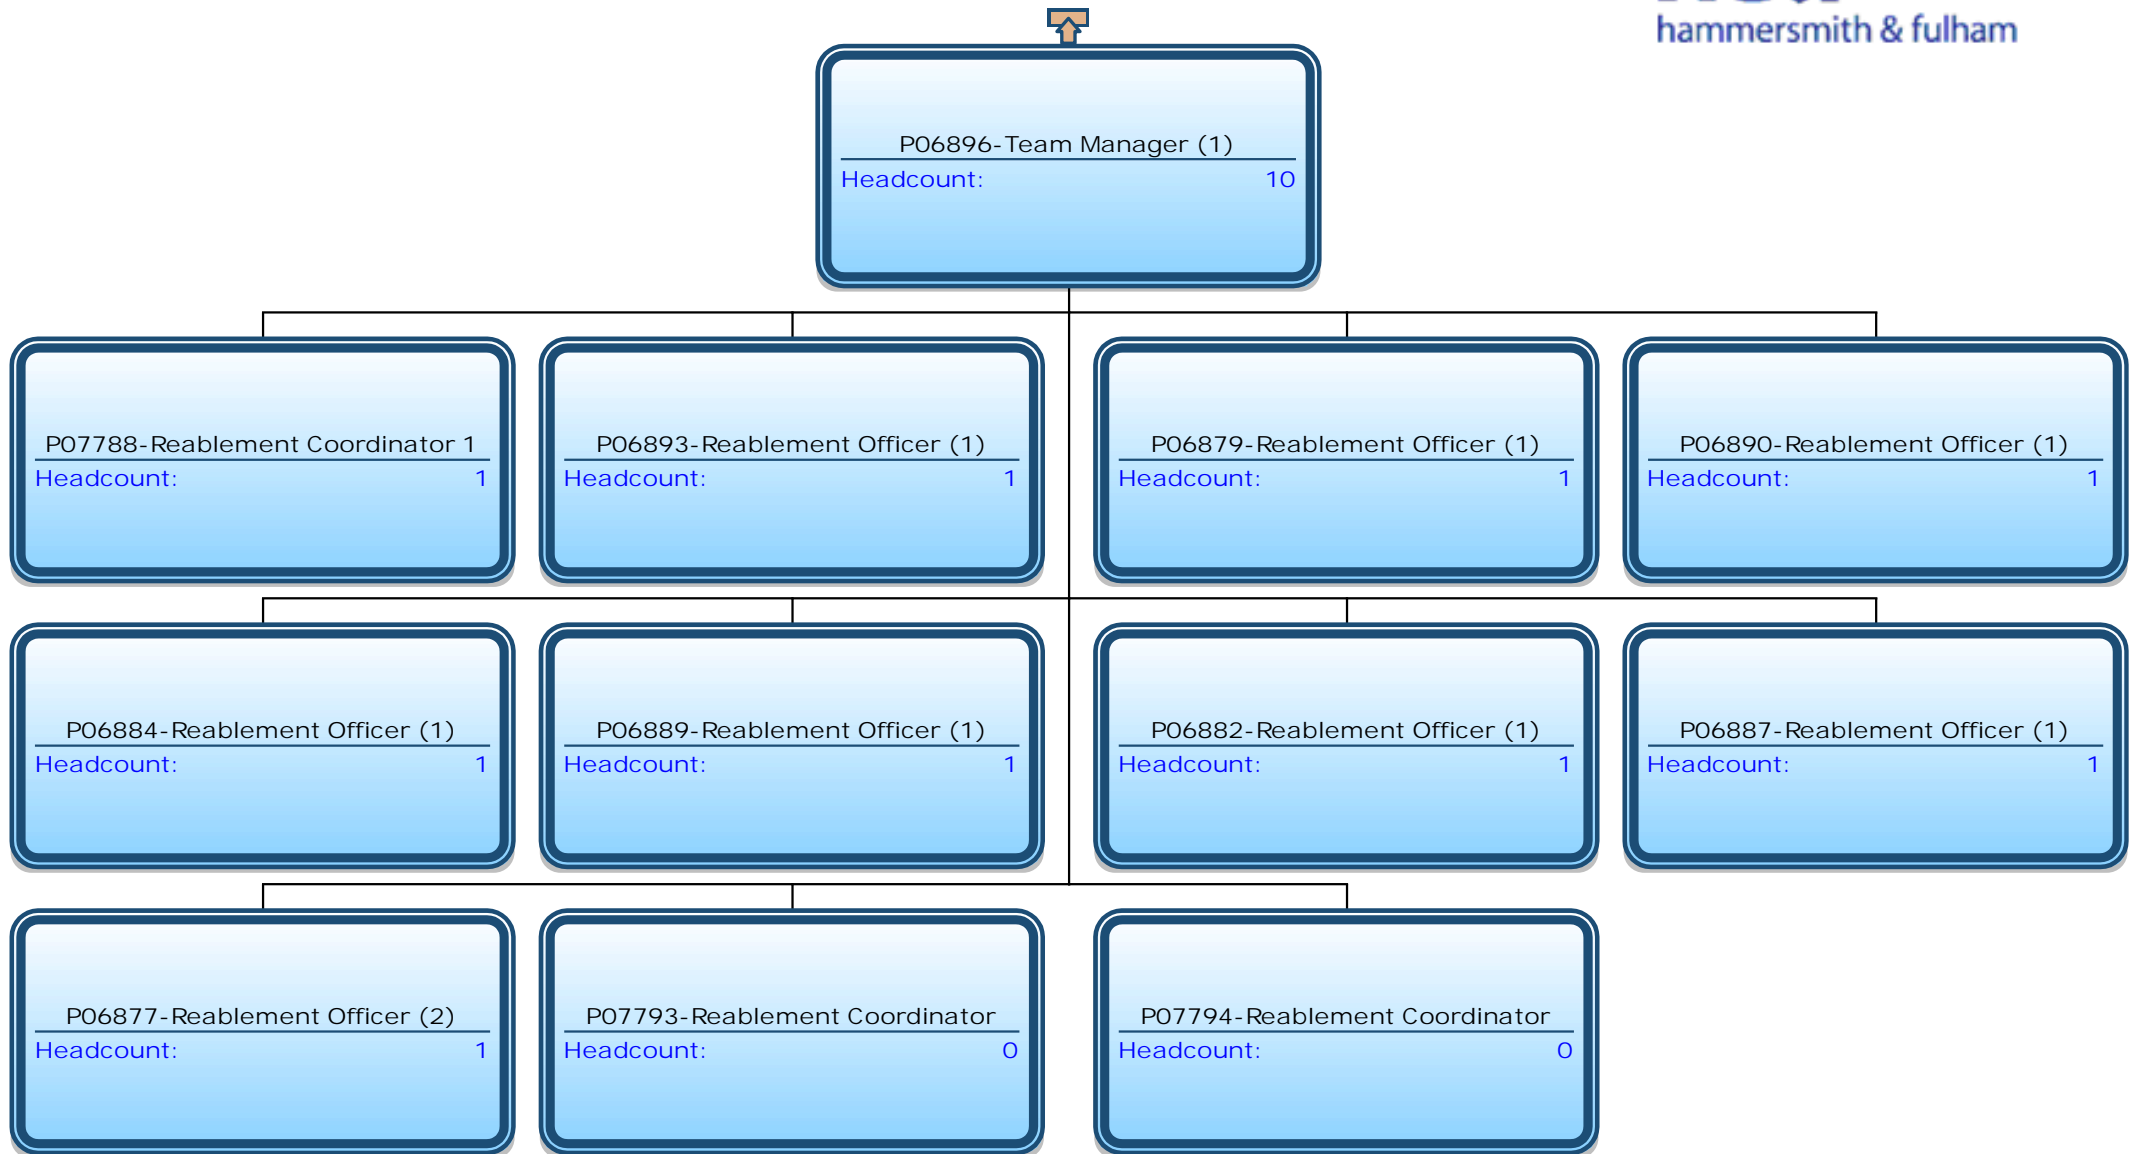 hammersmith & fulham
P06896-Team Manager (1)
Headcount: 10
P07788-Reablement Coordinator 1
Headcount: 1
P06893-Reablement Officer (1)
Headcount: 1
P06879-Reablement Officer (1)
Headcount: 1
P06890-Reablement Officer (1)
Headcount: 1
P06884-Reablement Officer (1)
Headcount: 1
P06889-Reablement Officer (1)
Headcount: 1
P06882-Reablement Officer (1)
Headcount: 1
P06887-Reablement Officer (1)
Headcount: 1
P06877-Reablement Officer (2)
Headcount: 1
P07793-Reablement Coordinator
Headcount: 0
P07794-Reablement Coordinator
Headcount: 0